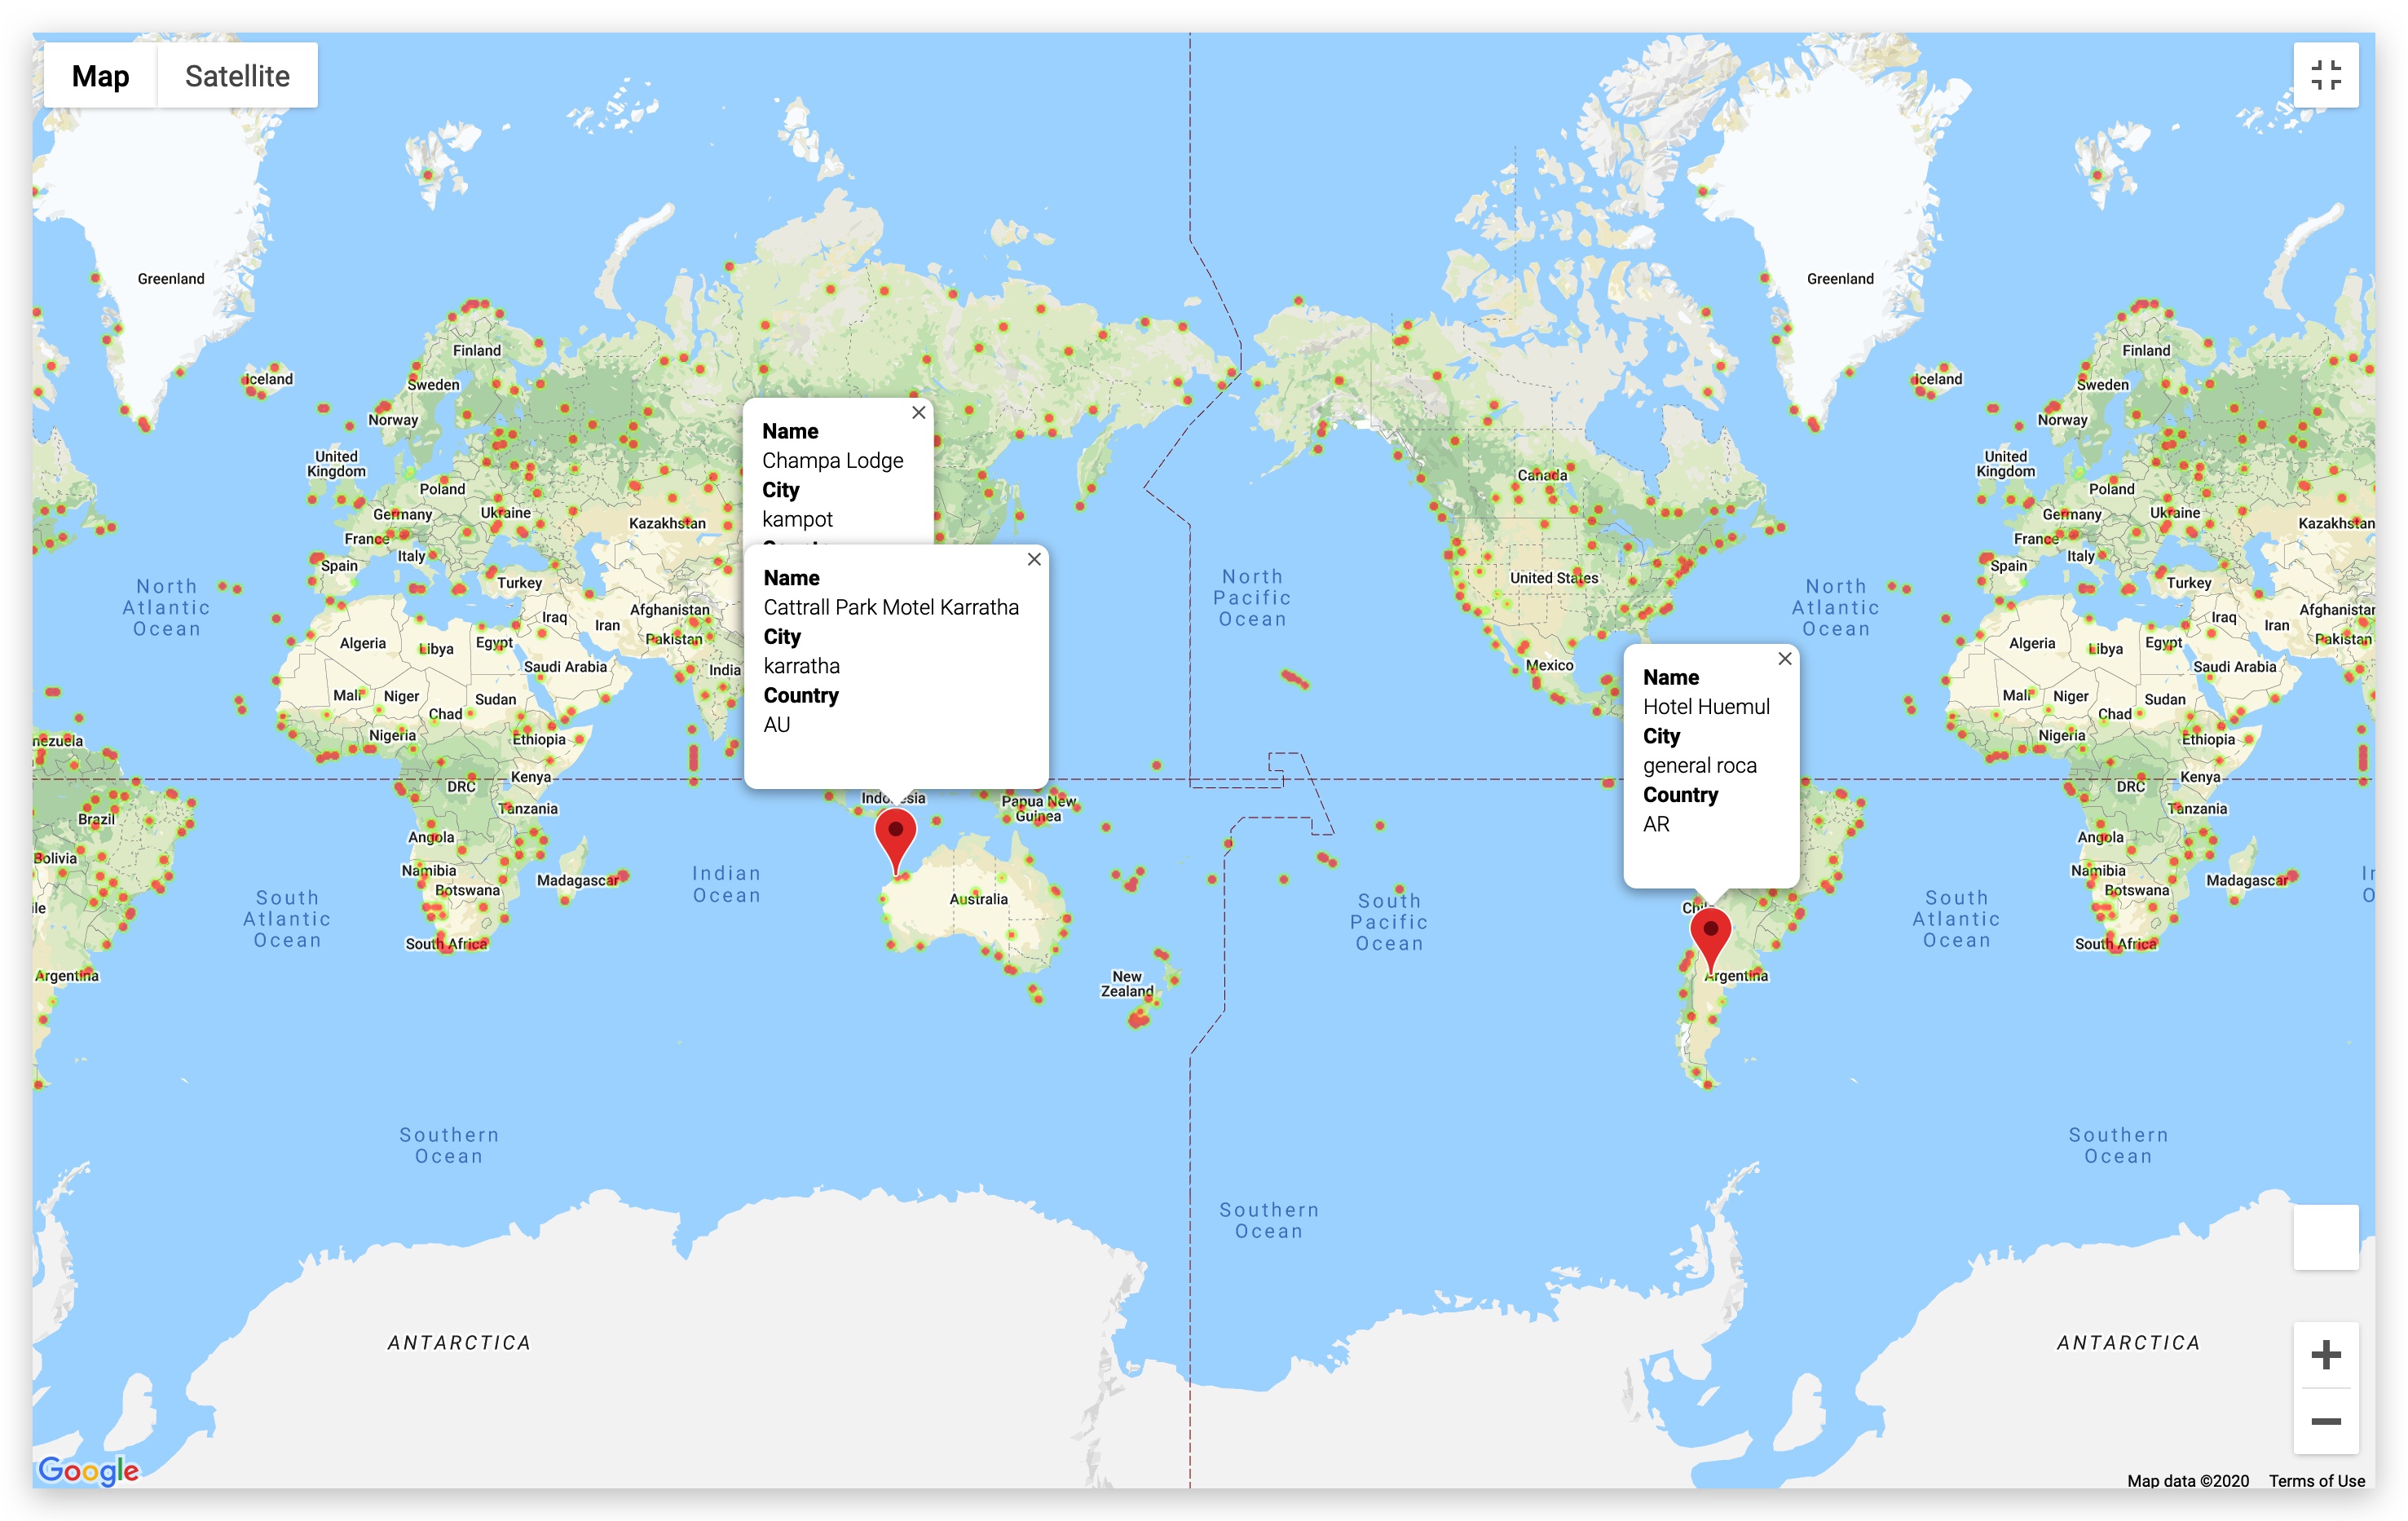 Map
Satellite
Greenland
Greenland
Finland
Finland
Iceland
Sweden
Iceland
Sweden
Norway
Norway
United
Kingdom
United
Kingdom
Poland
Poland
Germany
Ukraine
Germany
Ukraine
Kazakhstan
Kazakhstan
France
France
Italy
Italy
Spain
Spain
Turkey
Turkey
Canada
United States
Mexico
North
Atlantic
Ocean
North
Pacific
Ocean
North
Atlantic
Ocean
Afghanistan
Afghanistan
Iraq
Iran
Iraq
Iran
Pakistan
Pakistan
Algeria
Libya
Egypt
Algeria
Libya
Egypt
Saudi Arabia
Saudi Arabia
India
Mali
Niger
Sudan
Mali
Niger
Sudan
Chad
Chad
Nigeria
Ethiopia
Nigeria
Ethiopia
nezuela
Kenya
Kenya
DRC
DRC
Tanzania
Tanzania
Brazil
Angola
Angola
Bolivia
Namibia
Namibia
Botswana
Botswana
Madagascar
Madagascar
ile
South Africa
South Africa
Argentina
Name
Champa Lodge
City
kampot
Name
Cattrall Park Motel Karratha
City
karratha
Country
AU
Name
Hotel Huemul
City
general roca
Country
AR
Indonesia
Papua New
Guinea
Australia
New
Zealand
Chil
Argentina
Indian
Ocean
South
Atlantic
Ocean
South
Pacific
Ocean
South
Atlantic
Ocean
Southern
Ocean
Southern
Ocean
Southern
Ocean
ANTARCTICA
ANTARCTICA
Google
Map data ©2020
Terms of Use